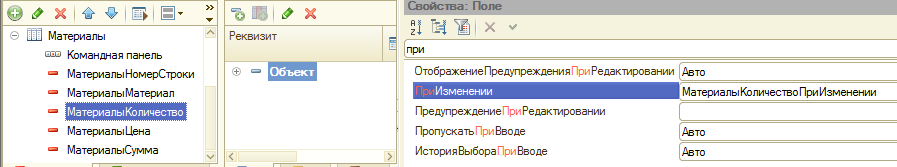 Материалы
Командная панель
МатериалыНомерСтроки
МатериалыМатериал
МатериалыКоличество
МатериалыЦена
МатериалыСумма
Реквизит
Объект
Свойства: Поле
при
ОтображениеПредупрежденияПриРедактировании Авто
ПриИзменении МатериалыКоличествоПриИзменении
ПредупреждениеПриРедактировании
ПропускатьПриВводе Авто
ИсторияВыбораПриВводе Авто